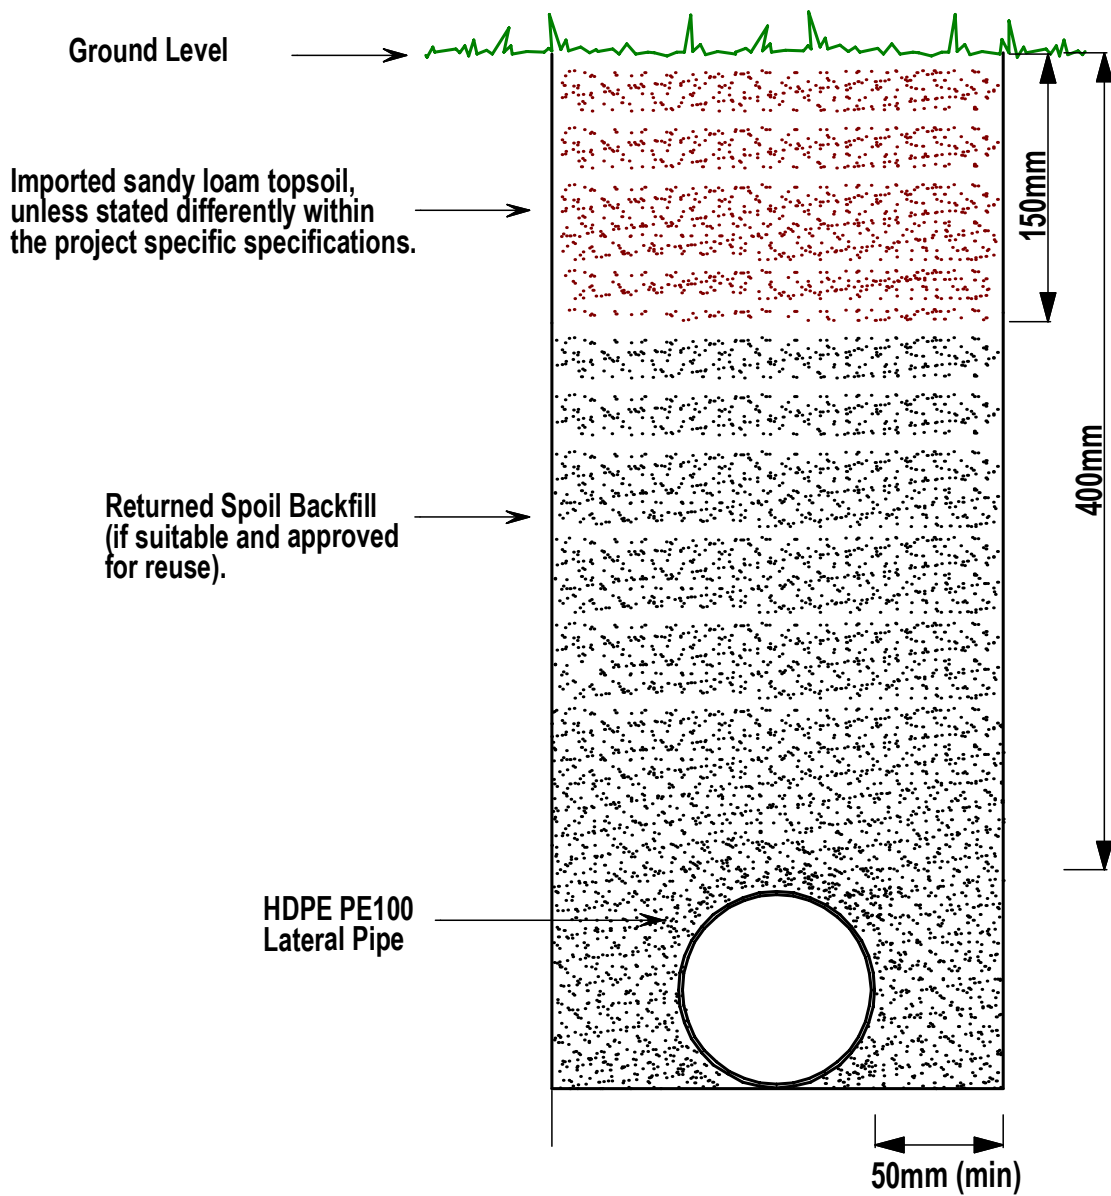 Ground Level
Imported sandy loam topsoil,
unless stated differently within
the project specific specifications.
150mm
400mm
Returned Spoil Backfill
(if suitable and approved
for reuse).
HDPE PE100
Lateral Pipe
50mm (min)